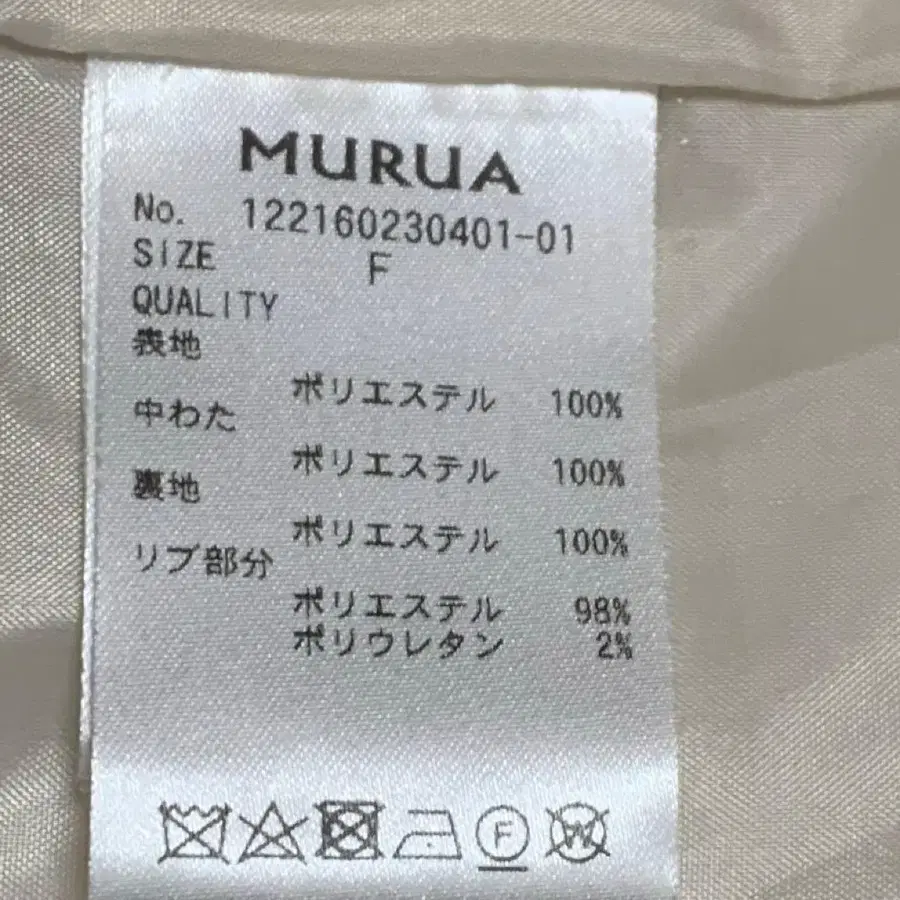 MURUA
No. 122160230401-01
SIZE F
QUALITY
表地
ポリエステル 100%
中わた
ポリエステル 100%
裏地
ポリエステル 100%
リブ部分
ポリエステル 98%
ポリウレタン 2%
F W